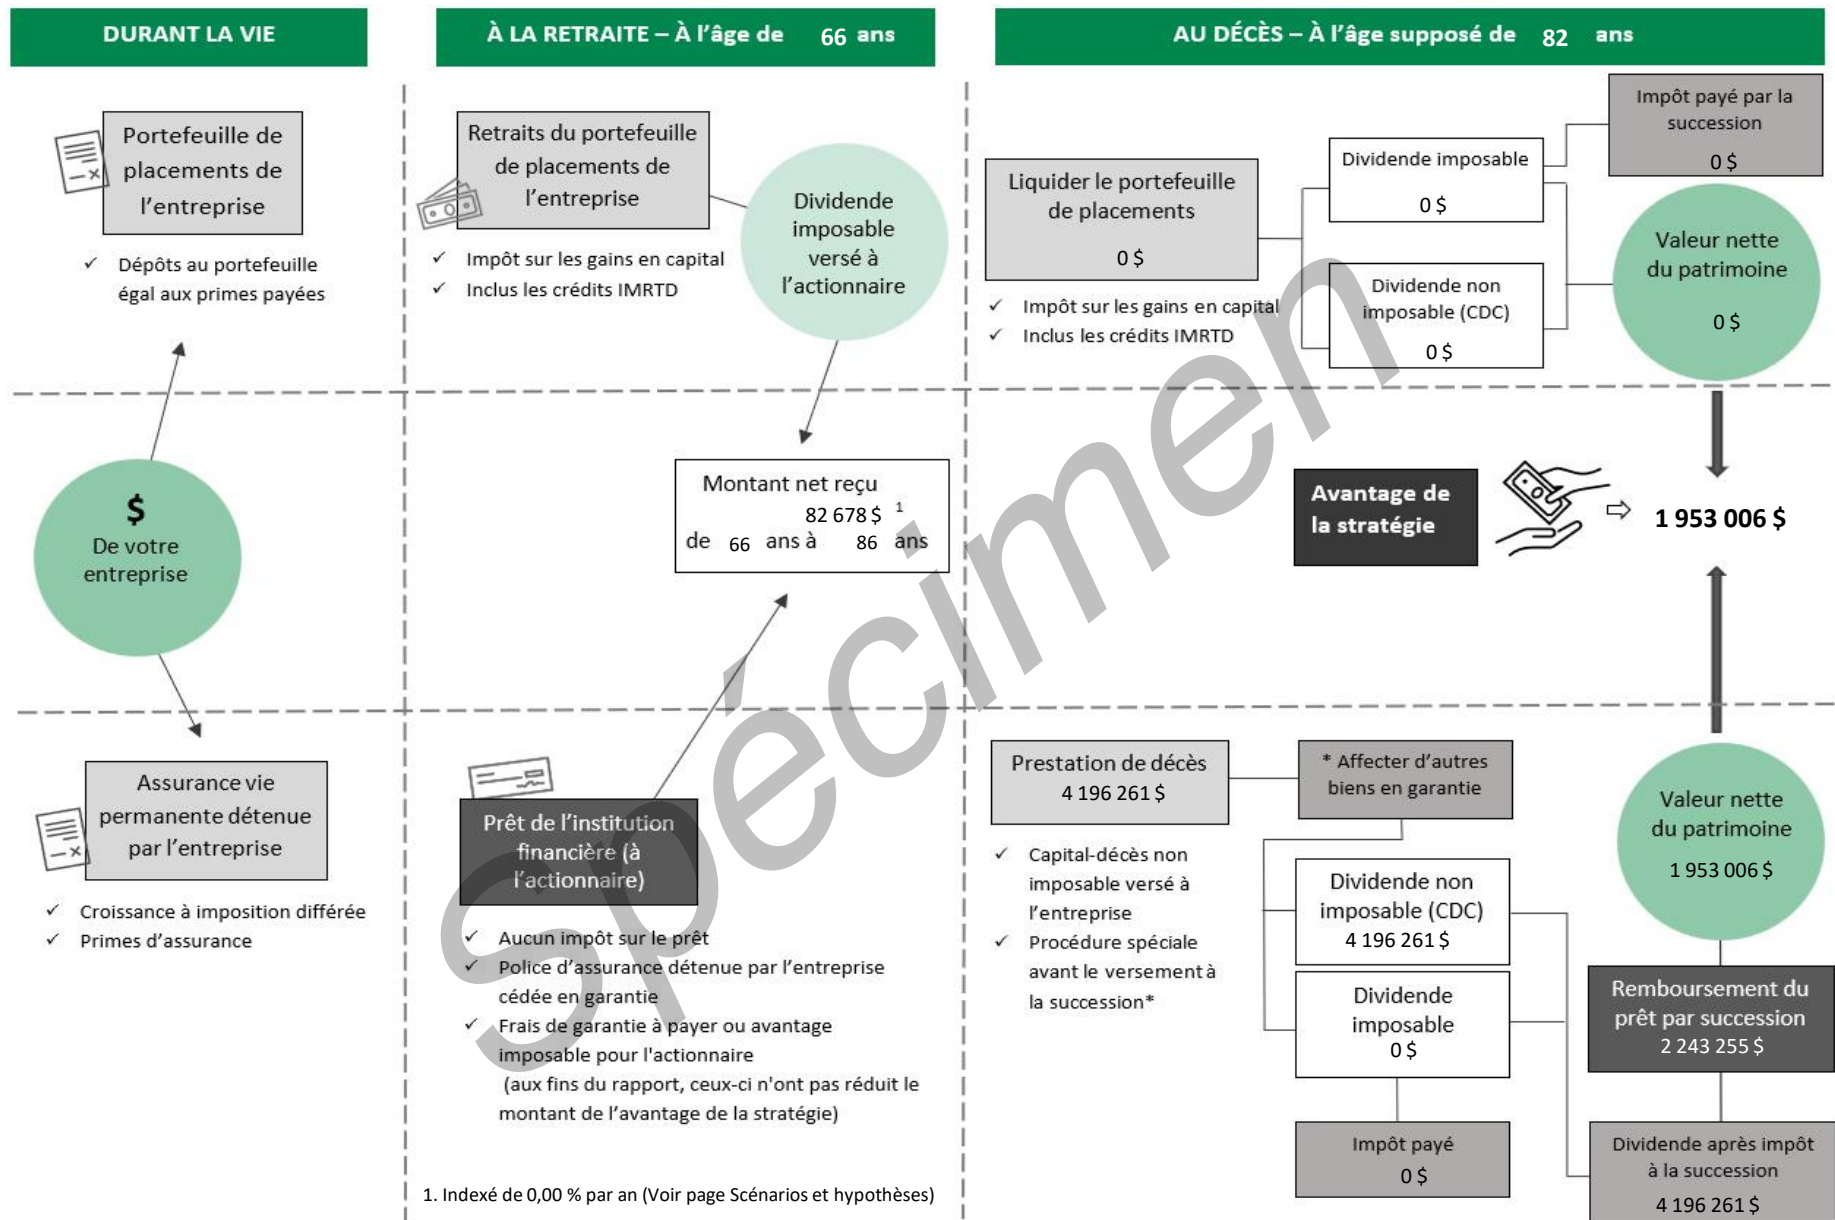 DURANT LA VIE
À LA RETRAITE – À l'âge de 66 ans
AU DÉCÈS – À l'âge supposé de 82 ans
Portefeuille de
placements de
l'entreprise
✓ Dépôts au portefeuille
égal aux primes payées
Retraits du portefeuille
de placements de
l'entreprise
✓ Impôt sur les gains en capital
✓ Inclus les crédits IMRTD
Dividende
imposable
versé à
l'actionnaire
Liquider le portefeuille
de placements
0 $
✓ Impôt sur les gains en capital
✓ Inclus les crédits IMRTD
Dividende imposable
0 $
Dividende non
imposable (CDC)
0 $
Impôt payé par la
succession
0 $
Valeur nette
du patrimoine
0 $
$
De votre
entreprise
Montant net reçu
82 678 $ 1
de 66 ans à 86 ans
Avantage de
la stratégie
⇨ 1 953 006 $
Assurance vie
permanente détenue
par l'entreprise
✓ Croissance à imposition différée
✓ Primes d'assurance
Prêt de l'institution
financière (à
l'actionnaire)
✓ Aucun impôt sur le prêt
✓ Police d'assurance détenue par l'entreprise
cédée en garantie
✓ Frais de garantie à payer ou avantage
imposable pour l'actionnaire
(aux fins du rapport, ceux-ci n'ont pas réduit le
montant de l'avantage de la stratégie)
1. Indexé de 0,00 % par an (Voir page Scénarios et hypothèses)
Prestation de décès
4 196 261 $
✓ Capital-décès non
imposable versé à
l'entreprise
✓ Procédure spéciale
avant le versement à
la succession*
* Affecter d'autres
biens en garantie
Dividende non
imposable (CDC)
4 196 261 $
Dividende
imposable
0 $
Impôt payé
0 $
Valeur nette
du patrimoine
1 953 006 $
Remboursement du
prêt par succession
2 243 255 $
Dividende après impôt
à la succession
4 196 261 $
Spécimen